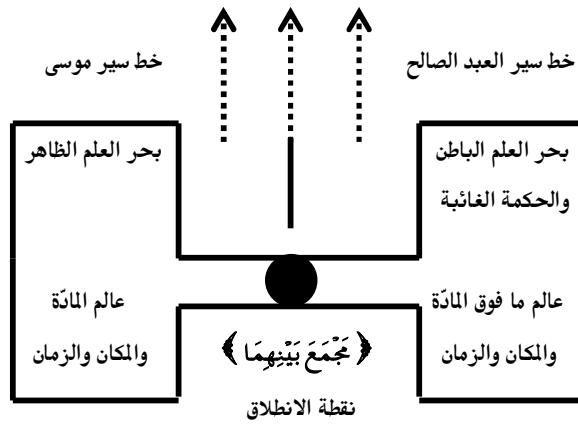 خط سير العبد الصالح
خط سير موسى
بحر العلم الباطن
والحكمة الغائبة
بحر العلم الظاهر
عالم ما فوق المادّة
والمكان والزمان
عالم المادّة
والمكان والزمان
﴿ مَجْمَعَ بَيْنِهِمَا ﴾
نقطة الانطلاق